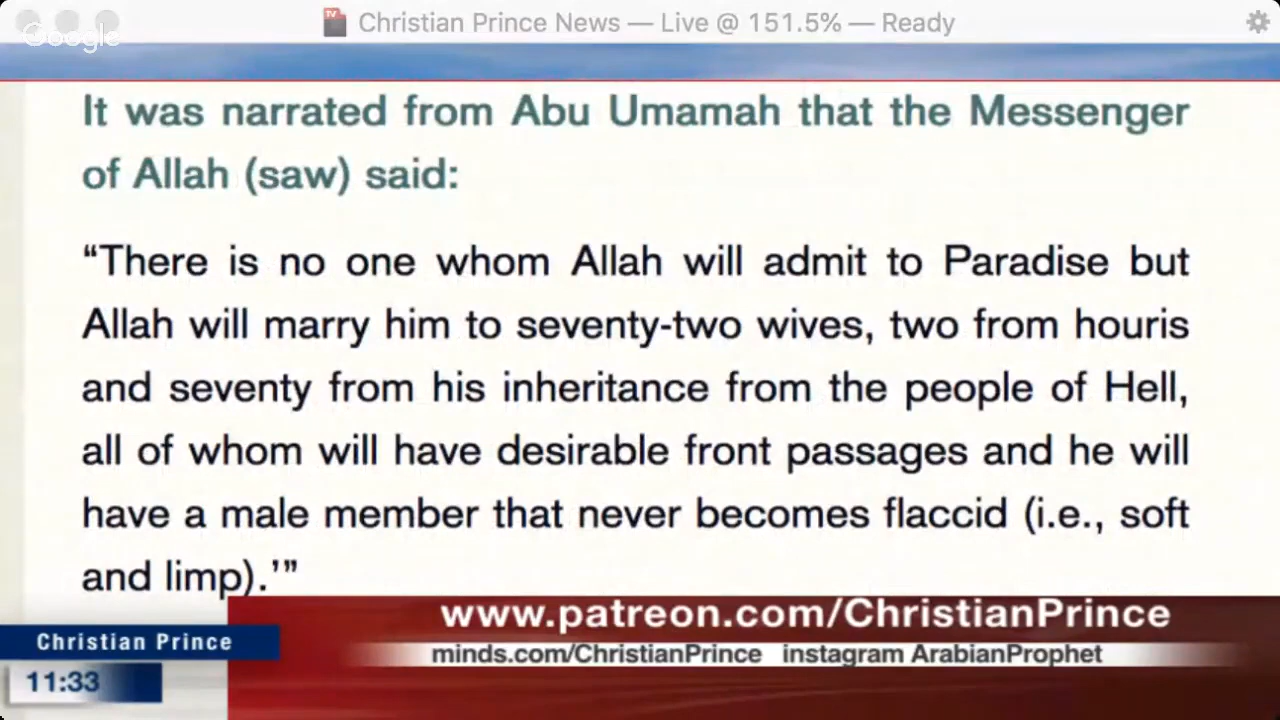 Christian Prince News — Live @ 151.5% — Ready
Google
It was narrated from Abu Umamah that the Messenger
of Allah (saw) said:
“There is no one whom Allah will admit to Paradise but
Allah will marry him to seventy-two wives, two from houris
and seventy from his inheritance from the people of Hell,
all of whom will have desirable front passages and he will
have a male member that never becomes flaccid (i.e., soft
and limp).’”
www.patreon.com/ChristianPrince
Christian Prince
minds.com/ChristianPrince instagram ArabianProphet
11:33